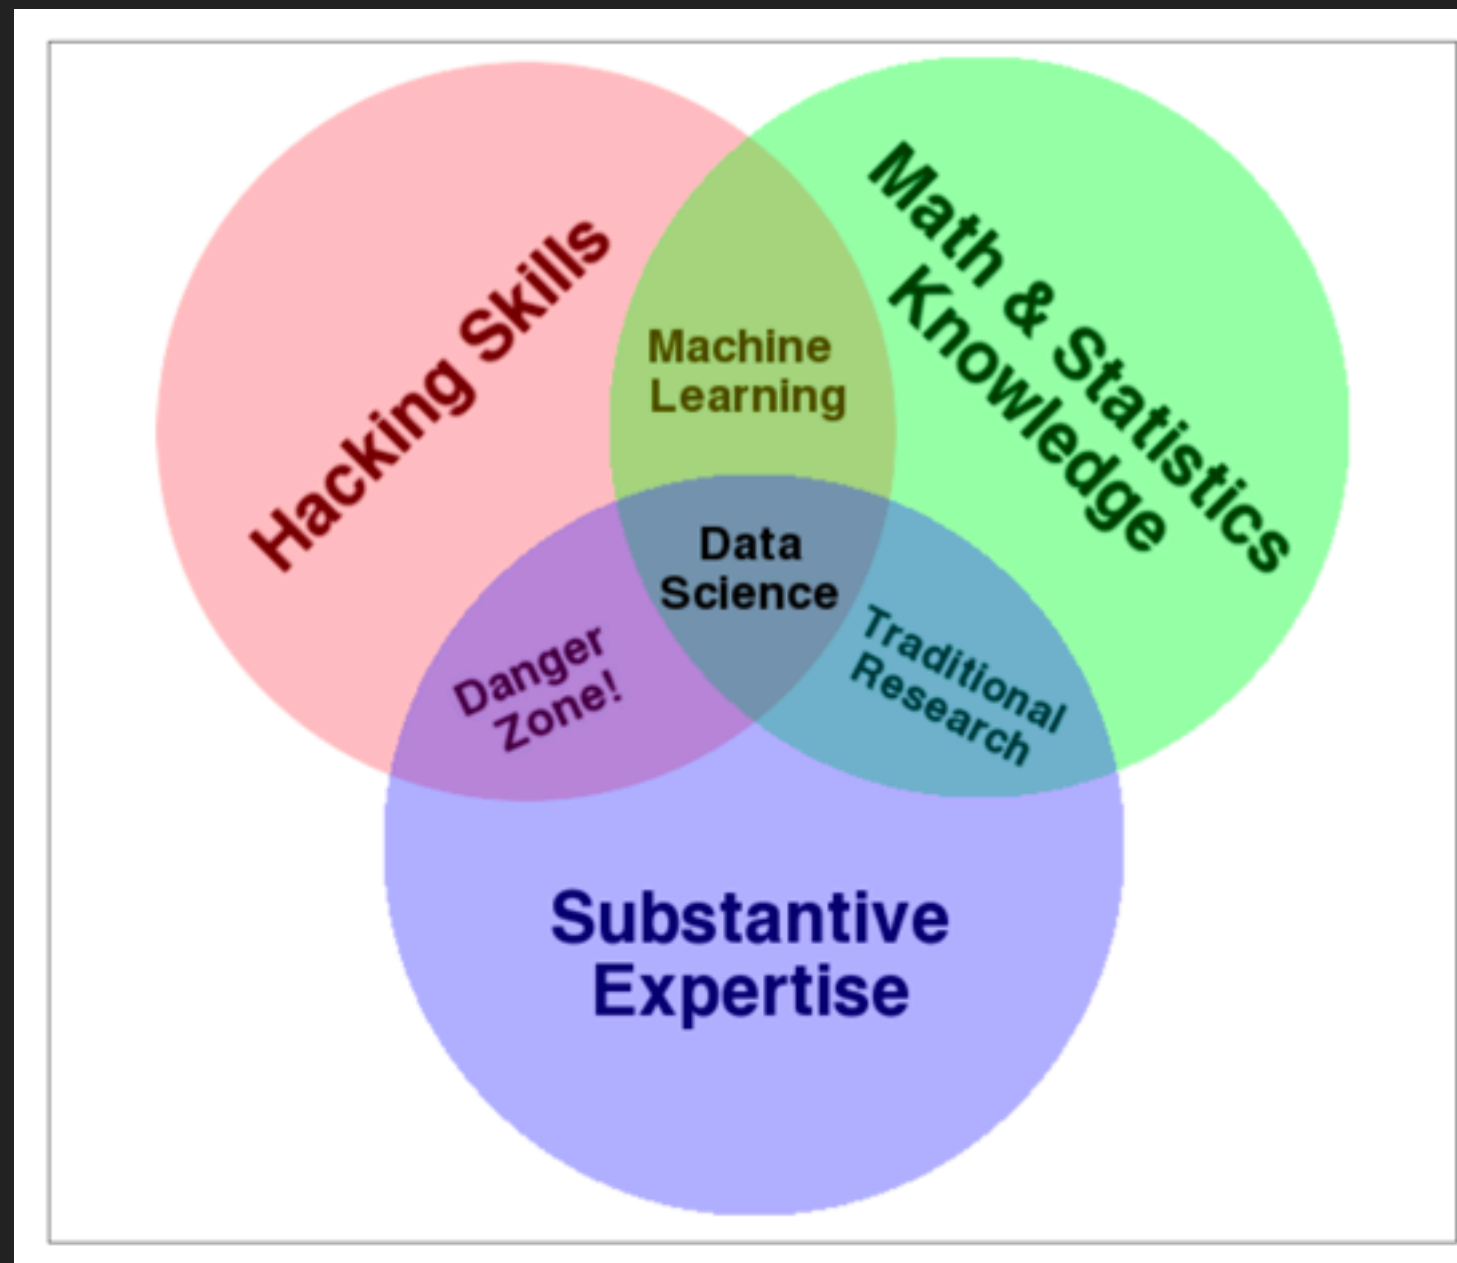 Hacking Skills
Math & Statistics
Knowledge
Machine
Learning
Data
Science
Danger
Zone!
Traditional
Research
Substantive
Expertise